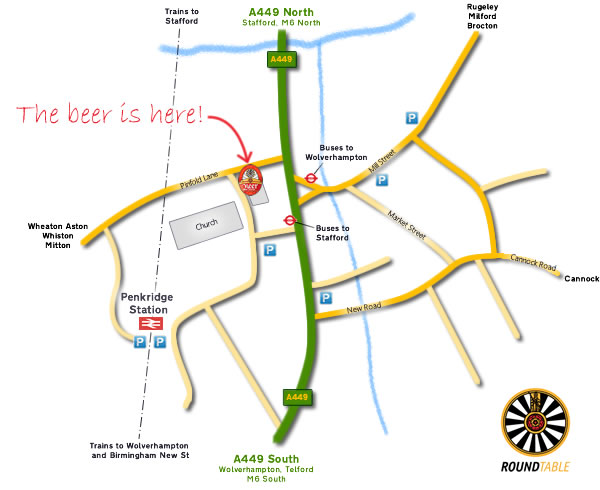 Trains to
Stafford
A449 North
Stafford, M6 North
Rugeley
Milford
Brocton
A449
The beer is here!
P
Buses to
Wolverhampton
Mill Street
Pinfold Lane
Beer
P
Church
Market Street
Wheaton Aston
Whiston
Mitton
Buses to
Stafford
P
Cannock Road
Cannock
Penkridge
Station
P
New Road
P P
A449
Trains to Wolverhampton
and Birmingham New St
A449 South
Wolverhampton, Telford
M6 South
ROUNDTABLE